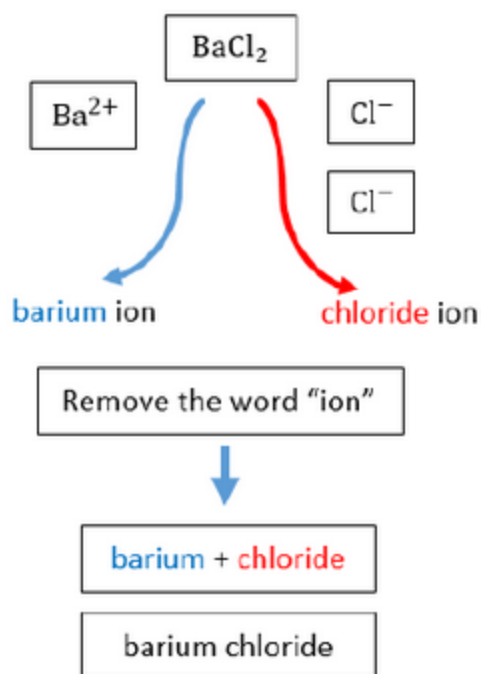 BaCl₂
Ba²⁺
Cl⁻
Cl⁻
barium ion
chloride ion
Remove the word “ion”
barium + chloride
barium chloride